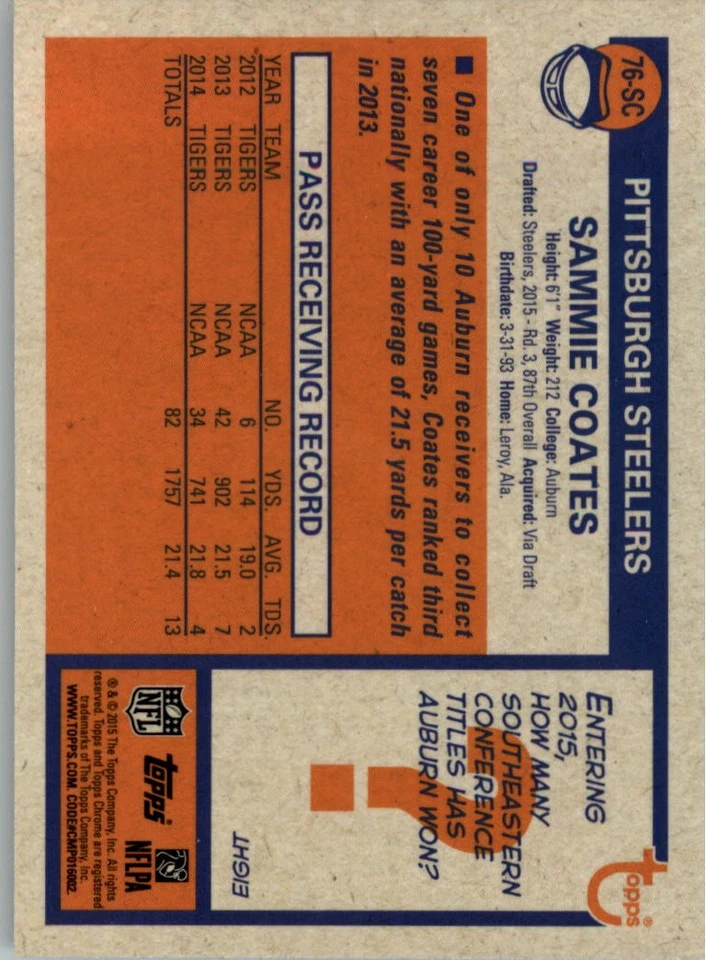 76-SC
PITTSBURGH STEELERS
SAMMIE COATES
Height: 6'1" Weight: 212 College: Auburn
Drafted: Steelers, 2015 - Rd. 3, 87th Overall Acquired: Via Draft
Birthdate: 3-31-93 Home: Leroy, Ala.
■ One of only 10 Auburn receivers to collect
seven career 100-yard games, Coates ranked third
nationally with an average of 21.5 yards per catch
in 2013.
PASS RECEIVING RECORD
YEAR TEAM NO. YDS. AVG. TDS.
2012 TIGERS NCAA 6 114 19.0 2
2013 TIGERS NCAA 42 902 21.5 7
2014 TIGERS NCAA 34 741 21.8 4
TOTALS 82 1757 21.4 13
Topps®
ENTERING
2015,
HOW MANY
SOUTHEASTERN
CONFERENCE
TITLES HAS
AUBURN WON?
?
EIGHT
NFL Topps® NFLPA
® & © 2015 The Topps Company, Inc. All rights
reserved. Topps and Topps Chrome are registered
trademarks of The Topps Company, Inc.
WWW.TOPPS.COM. CODE#CMP016002.